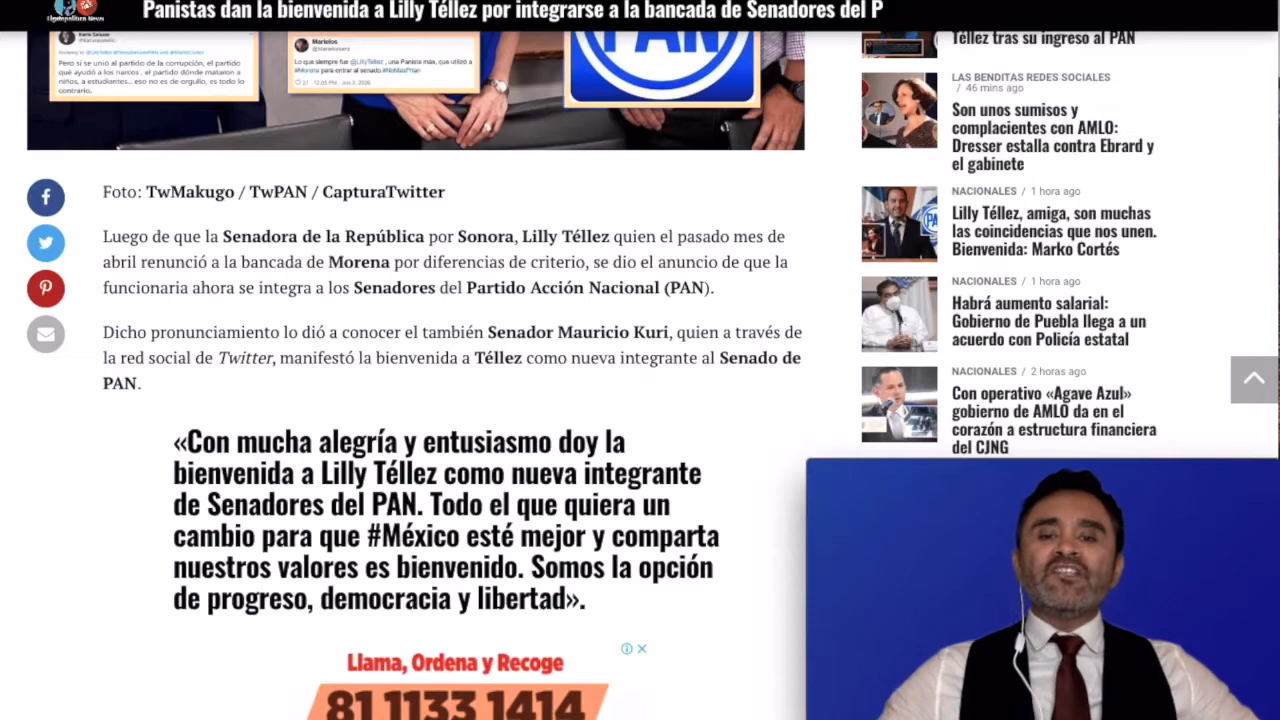 Elgatopolitico News
Panistas dan la bienvenida a Lilly Téllez por integrarse a la bancada de Senadores del P
Pero si se unió al partido de la corrupción, el partido
qué ayudó a los narcos , el partido dónde mataron a
niños, a estudiantes... eso no es de orgullo, es todo lo
contrario.
Marielos
Lo que siempre fue @LillyTellez , una Panista más, que utilizó a
#Morena para entrar al senado.#NoMasPrian
PAN
Foto: TwMakugo / TwPAN / CapturaTwitter
Luego de que la Senadora de la República por Sonora, Lilly Téllez quien el pasado mes de
abril renunció a la bancada de Morena por diferencias de criterio, se dio el anuncio de que la
funcionaria ahora se integra a los Senadores del Partido Acción Nacional (PAN).
Dicho pronunciamiento lo dió a conocer el también Senador Mauricio Kuri, quien a través de
la red social de Twitter, manifestó la bienvenida a Téllez como nueva integrante al Senado de
PAN.
«Con mucha alegría y entusiasmo doy la
bienvenida a Lilly Téllez como nueva integrante
de Senadores del PAN. Todo el que quiera un
cambio para que #México esté mejor y comparta
nuestros valores es bienvenido. Somos la opción
de progreso, democracia y libertad».
Llama, Ordena y Recoge
81 1133 1414
Téllez tras su ingreso al PAN
LAS BENDITAS REDES SOCIALES
/ 46 mins ago
Son unos sumisos y
complacientes con AMLO:
Dresser estalla contra Ebrard y
el gabinete
NACIONALES / 1 hora ago
Lilly Téllez, amiga, son muchas
las coincidencias que nos unen.
Bienvenida: Marko Cortés
NACIONALES / 1 hora ago
Habrá aumento salarial:
Gobierno de Puebla llega a un
acuerdo con Policía estatal
NACIONALES / 2 horas ago
Con operativo «Agave Azul»
gobierno de AMLO da en el
corazón a estructura financiera
del CJNG